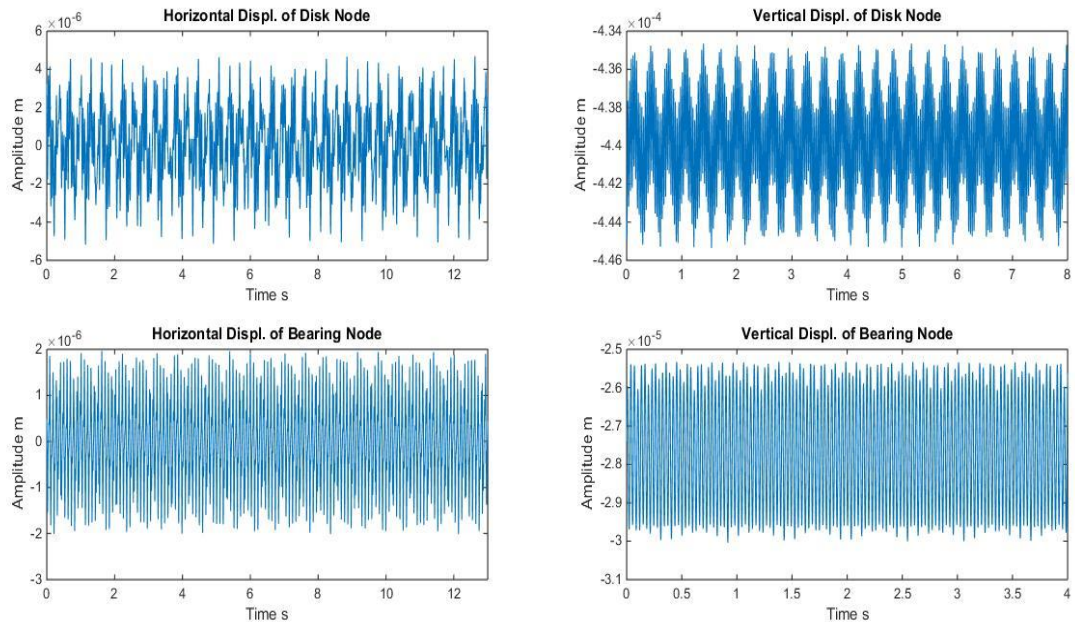 Horizontal Displ. of Disk Node
×10^-6
6
4
2
0
-2
-4
-6
Amplitude m
0 2 4 6 8 10 12
Time s
Vertical Displ. of Disk Node
×10^-4
-4.34
-4.36
-4.38
-4.4
-4.42
-4.44
-4.46
Amplitude m
0 1 2 3 4 5 6 7 8
Time s
Horizontal Displ. of Bearing Node
×10^-6
2
1
0
-1
-2
-3
Amplitude m
0 2 4 6 8 10 12
Time s
Vertical Displ. of Bearing Node
×10^-5
-2.5
-2.6
-2.7
-2.8
-2.9
-3
-3.1
Amplitude m
0 0.5 1 1.5 2 2.5 3 3.5 4
Time s